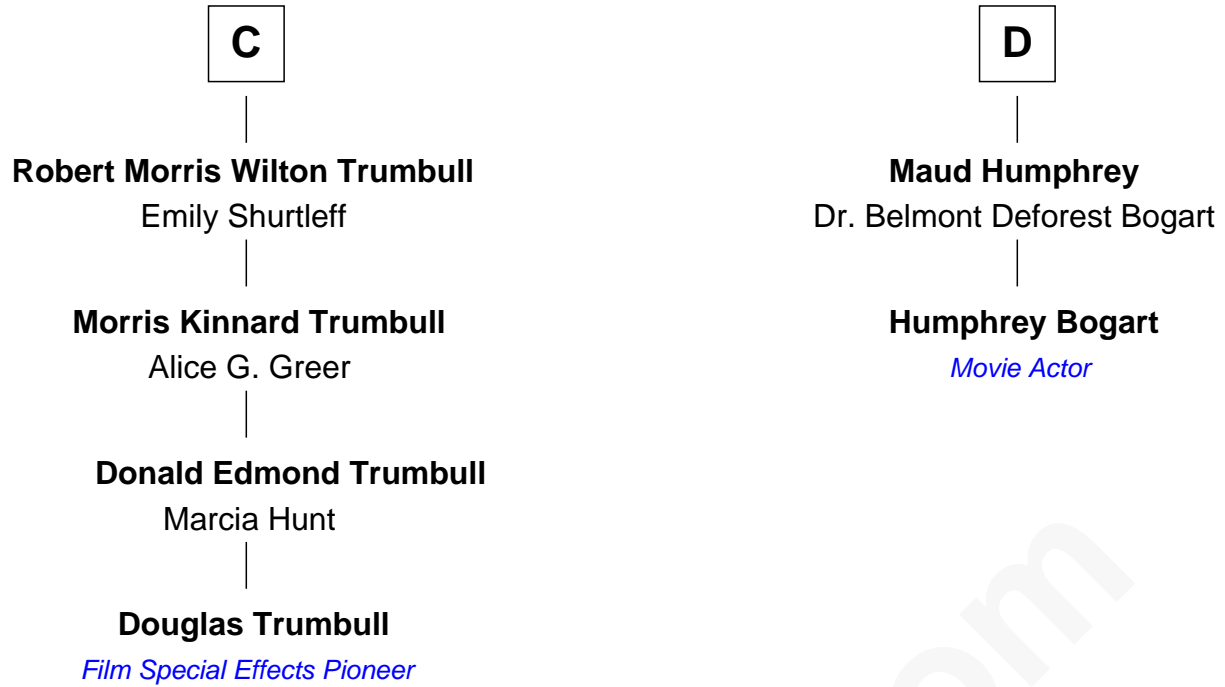 C
Robert Morris Wilton Trumbull
Emily Shurtleff
Morris Kinnard Trumbull
Alice G. Greer
Donald Edmond Trumbull
Marcia Hunt
Douglas Trumbull
Film Special Effects Pioneer
D
Maud Humphrey
Dr. Belmont Deforest Bogart
Humphrey Bogart
Movie Actor
om